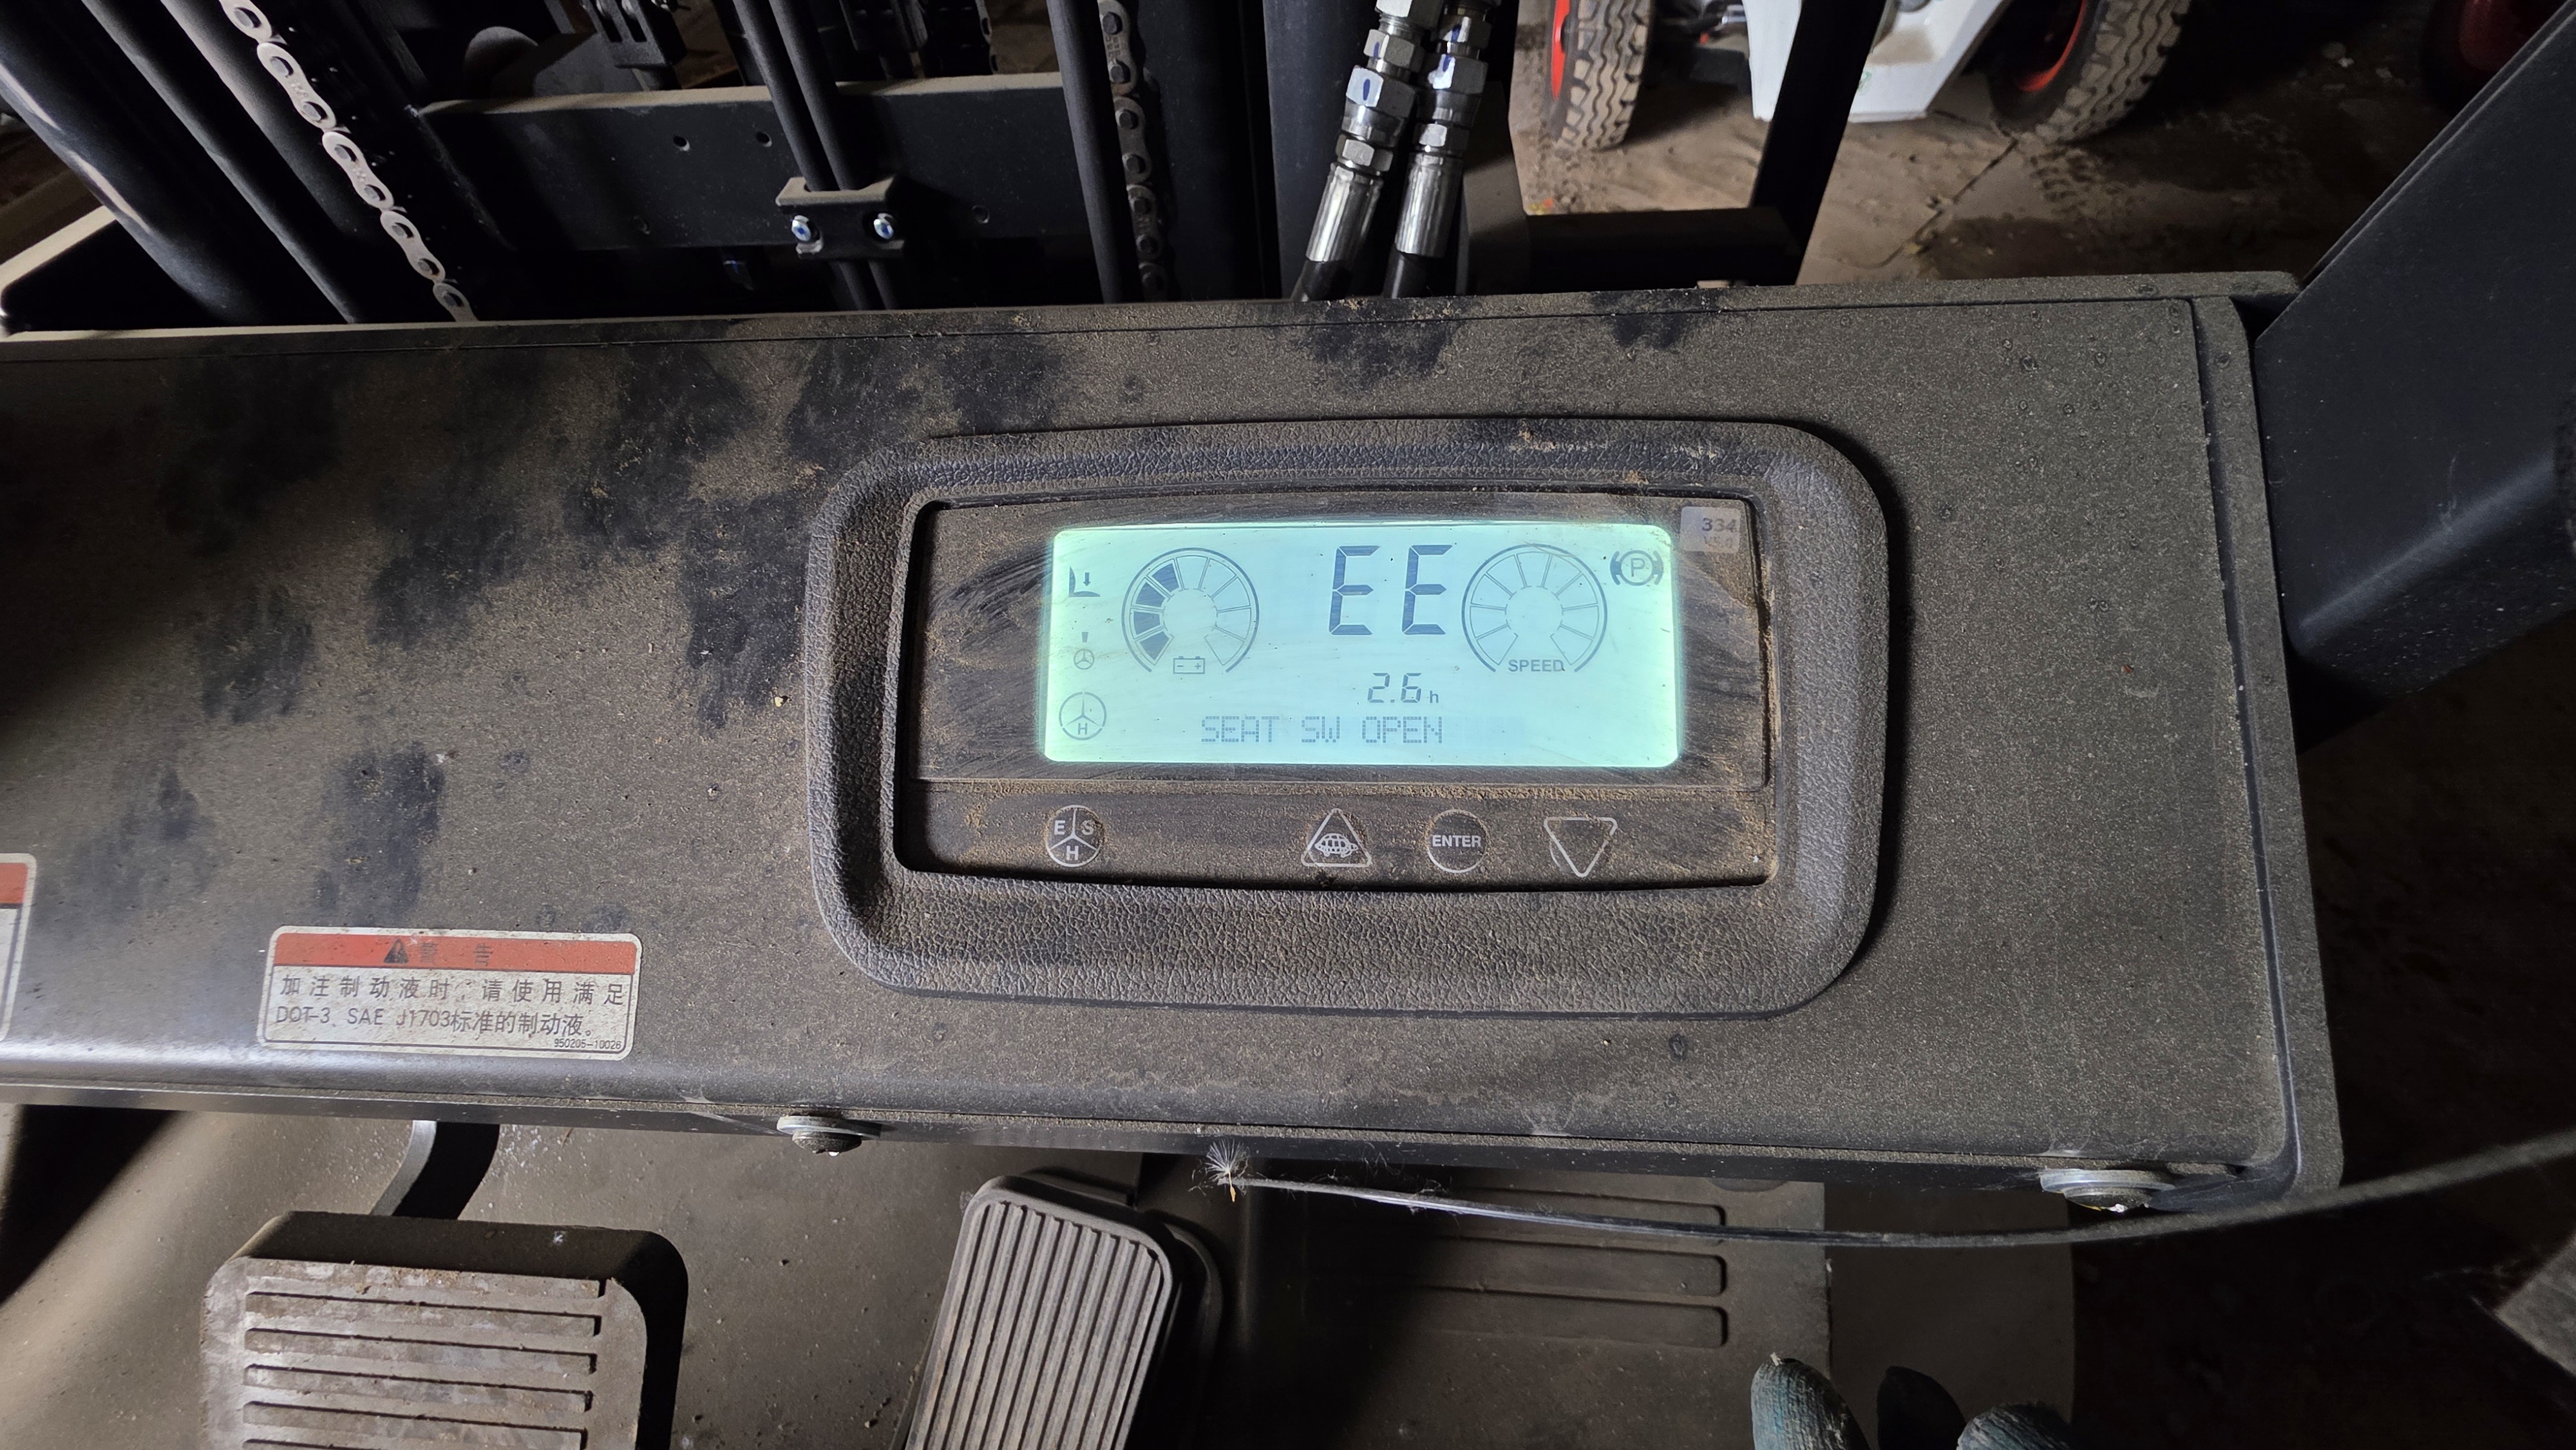 334
EE
P
SPEED
2.6 h
H
SEAT SW OPEN
E S
H
ENTER
警 告
加注制动液时,请使用满足
DOT-3、SAE J1703标准的制动液。
950205-10026